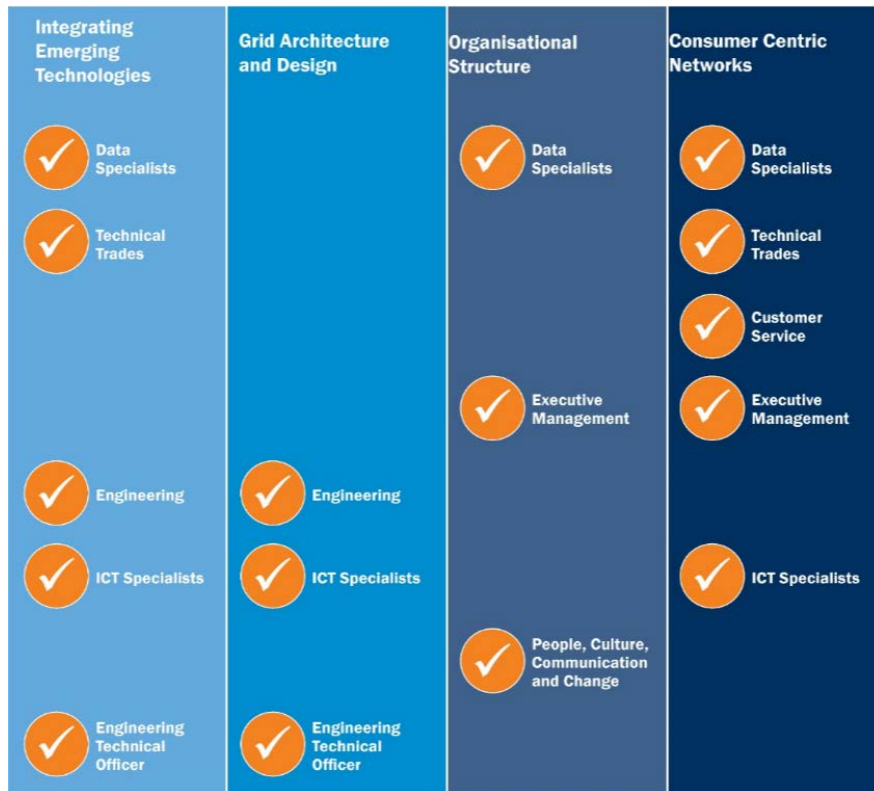 Integrating
Emerging
Technologies
Grid Architecture
and Design
Organisational
Structure
Consumer Centric
Networks
Data
Specialists
Data
Specialists
Data
Specialists
Technical
Trades
Technical
Trades
Customer
Service
Executive
Management
Executive
Management
Engineering
Engineering
ICT Specialists
ICT Specialists
ICT Specialists
People, Culture,
Communication
and Change
Engineering
Technical
Officer
Engineering
Technical
Officer